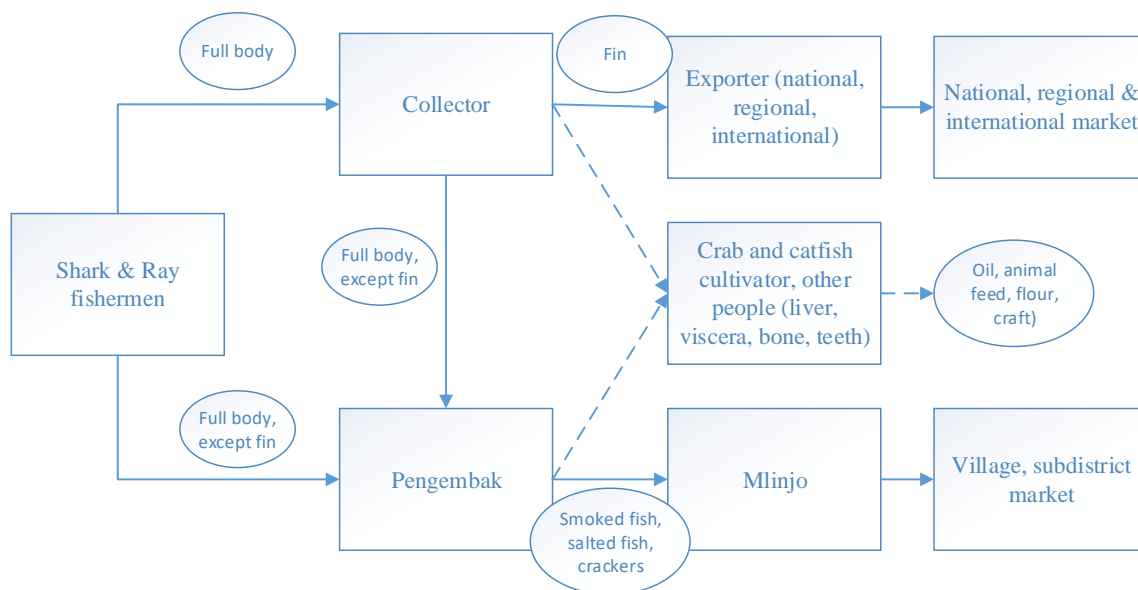 Full body
Collector
Fin
Exporter (national,
regional,
international)
National, regional &
international market
Shark & Ray
fishermen
Full body,
except fin
Crab and catfish
cultivator, other
people (liver,
viscera, bone, teeth)
Oil, animal
feed, flour,
craft)
Full body,
except fin
Pengembak
Smoked fish,
salted fish,
crackers
Mlinjo
Village, subdistrict
market